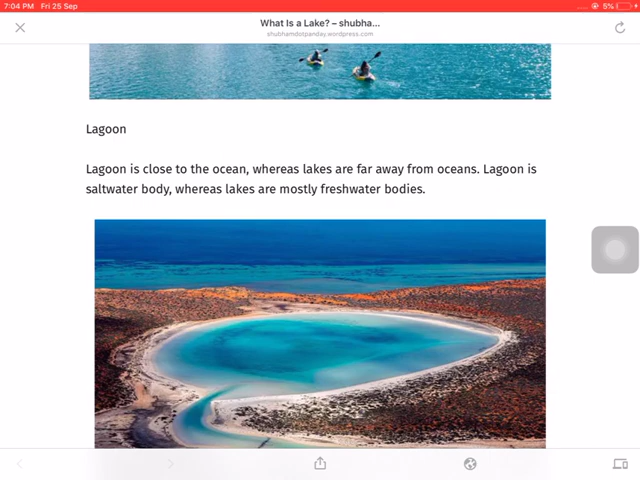 7:04 PM Fri 25 Sep
5%
What Is a Lake? – shubha...
shubhamdotpanday.wordpress.com
Lagoon
Lagoon is close to the ocean, whereas lakes are far away from oceans. Lagoon is
saltwater body, whereas lakes are mostly freshwater bodies.